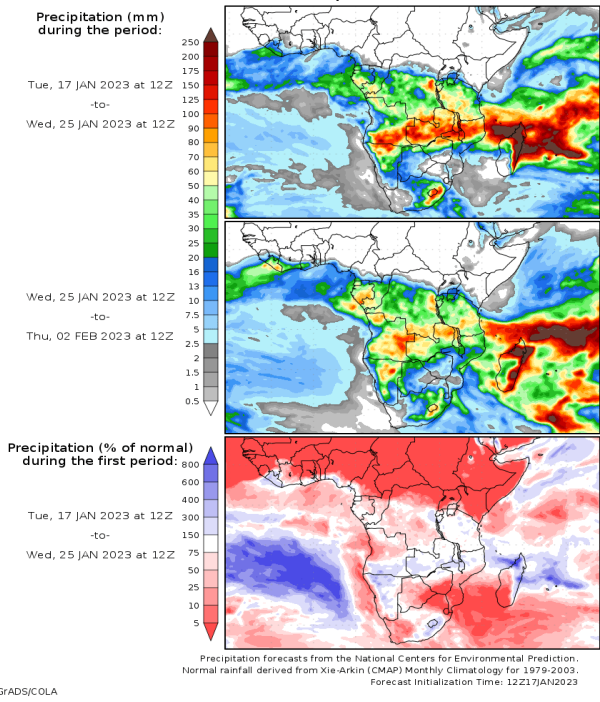 Precipitation (mm)
during the period:
250
200
175
150
125
100
90
80
70
60
50
40
35
30
25
20
16
13
10
7.5
5
2.5
2
1.5
1
0.5
Tue, 17 JAN 2023 at 12Z
-to-
Wed, 25 JAN 2023 at 12Z
Wed, 25 JAN 2023 at 12Z
-to-
Thu, 02 FEB 2023 at 12Z
Precipitation (% of normal)
during the first period:
800
600
400
300
150
75
50
25
10
5
Tue, 17 JAN 2023 at 12Z
-to-
Wed, 25 JAN 2023 at 12Z
Precipitation forecasts from the National Centers for Environmental Prediction.
Normal rainfall derived from Xie-Arkin (CMAP) Monthly Climatology for 1979-2003.
Forecast Initialization Time: 12Z17JAN2023
GrADS/COLA